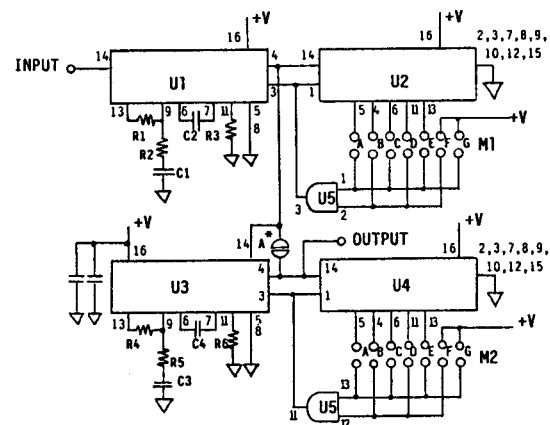 +V
+V
16
16
2,3,7,8,9,
10,12,15
INPUT
14
4
14
U1
U2
3
1
13
9
6
7
11
5
8
5
4
6
11
13
R1
C2
R3
+V
R2
A
B
C
D
E
F
G
M1
C1
1
U5
3
2
+V
A*
OUTPUT
+V
16
14
16
2,3,7,8,9,
10,12,15
4
14
U3
U4
3
1
13
9
6
7
11
5
8
5
4
6
11
13
R4
C4
R6
+V
R5
A
B
C
D
E
F
G
M2
C3
13
U5
11
12